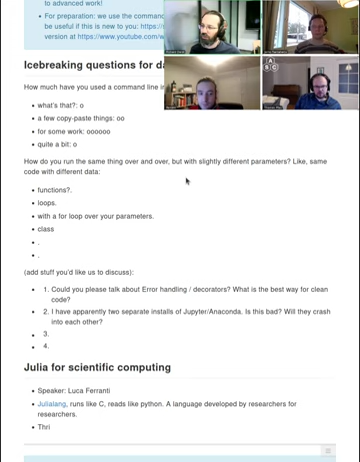 to advanced work!
For preparation: we use the commanc
be useful if this is new to you: https://
version at https://www.youtube.com/w
Icebreaking questions for da
How much have you used a command line i
what's that?: o
a few copy-paste things: oo
for some work: oooooo
quite a bit: o
How do you run the same thing over and over, but with slightly different parameters? Like, same
code with different data:
functions?.
loops.
with a for loop over your parameters.
class
.
.
(add stuff you'd like us to discuss):
1. Could you please talk about Error handling / decorators? What is the best way for clean
code?
2. I have apparently two separate installs of Jupyter/Anaconda. Is this bad? Will they crash
into each other?
3.
4.
Julia for scientific computing
Speaker: Luca Ferranti
Julialang, runs like C, reads like python. A language developed by researchers for
researchers.
Thri